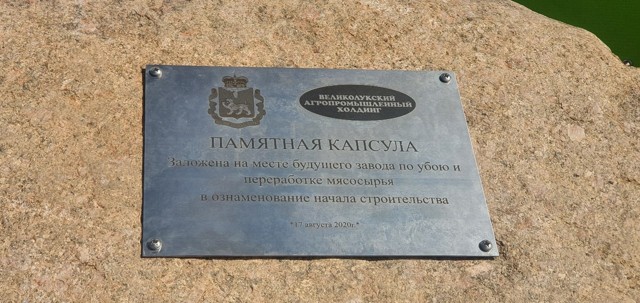 ВЕЛИКОЛУКСКИЙ
АГРОПРОМЫШЛЕННЫЙ
ХОЛДИНГ
ПАМЯТНАЯ КАПСУЛА
Заложена на месте будущего завода по убою и
переработке мясосырья
в ознаменование начала строительства
"17 августа 2020г."